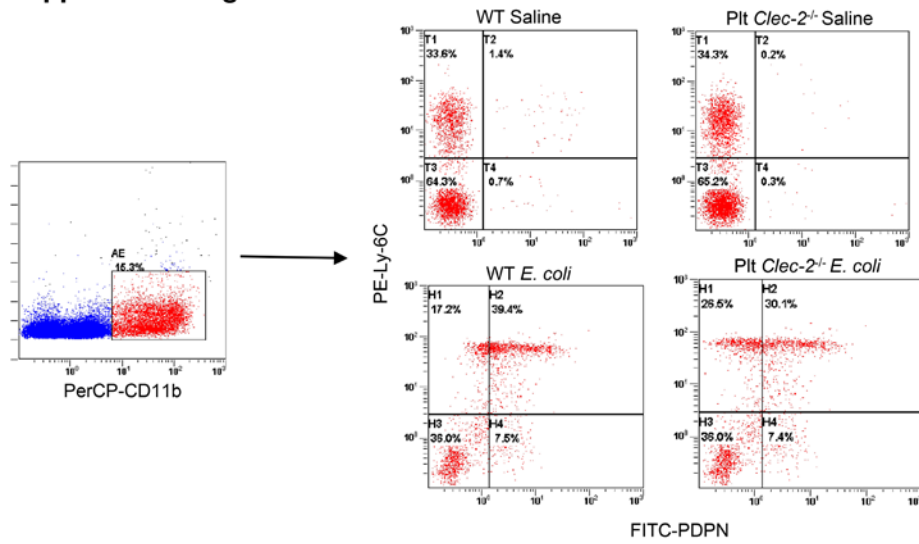 WT Saline
Plt Clec-2-/- Saline
T1
33.6%
T2
1.4%
T3
64.3%
T4
0.7%
T1
34.3%
T2
0.2%
T3
65.2%
T4
0.3%
AE
15.3%
PerCP-CD11b
PE-Ly-6C
WT E. coli
Plt Clec-2-/- E. coli
H1
17.2%
H2
39.4%
H3
36.0%
H4
7.5%
H1
26.5%
H2
30.1%
H3
36.0%
H4
7.4%
FITC-PDPN